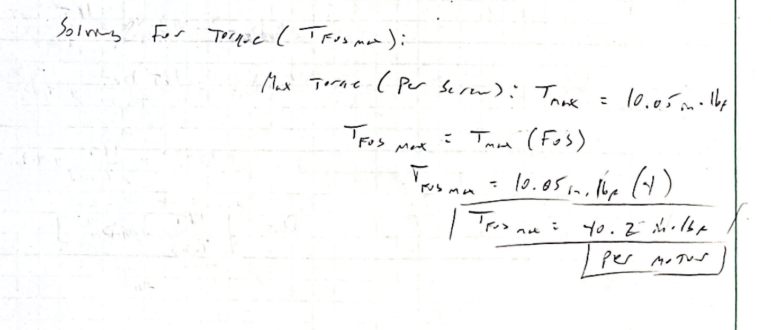 Solving For Torque (T_FOS max):
Max Torque (Per Screw): T_max = 10.05 in·lbf
T_FOS max = T_max (FOS)
T_FOS max = 10.05 in·lbf (4)
T_FOS max = 40.2 in·lbf
Per Motor